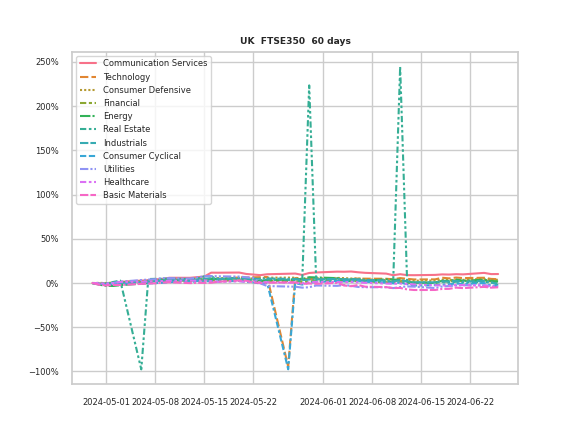 UK FTSE350 60 days
250%
200%
150%
100%
50%
0%
−50%
−100%
Communication Services
Technology
Consumer Defensive
Financial
Energy
Real Estate
Industrials
Consumer Cyclical
Utilities
Healthcare
Basic Materials
2024-05-01 2024-05-08 2024-05-15 2024-05-22 2024-06-01 2024-06-08 2024-06-15 2024-06-22